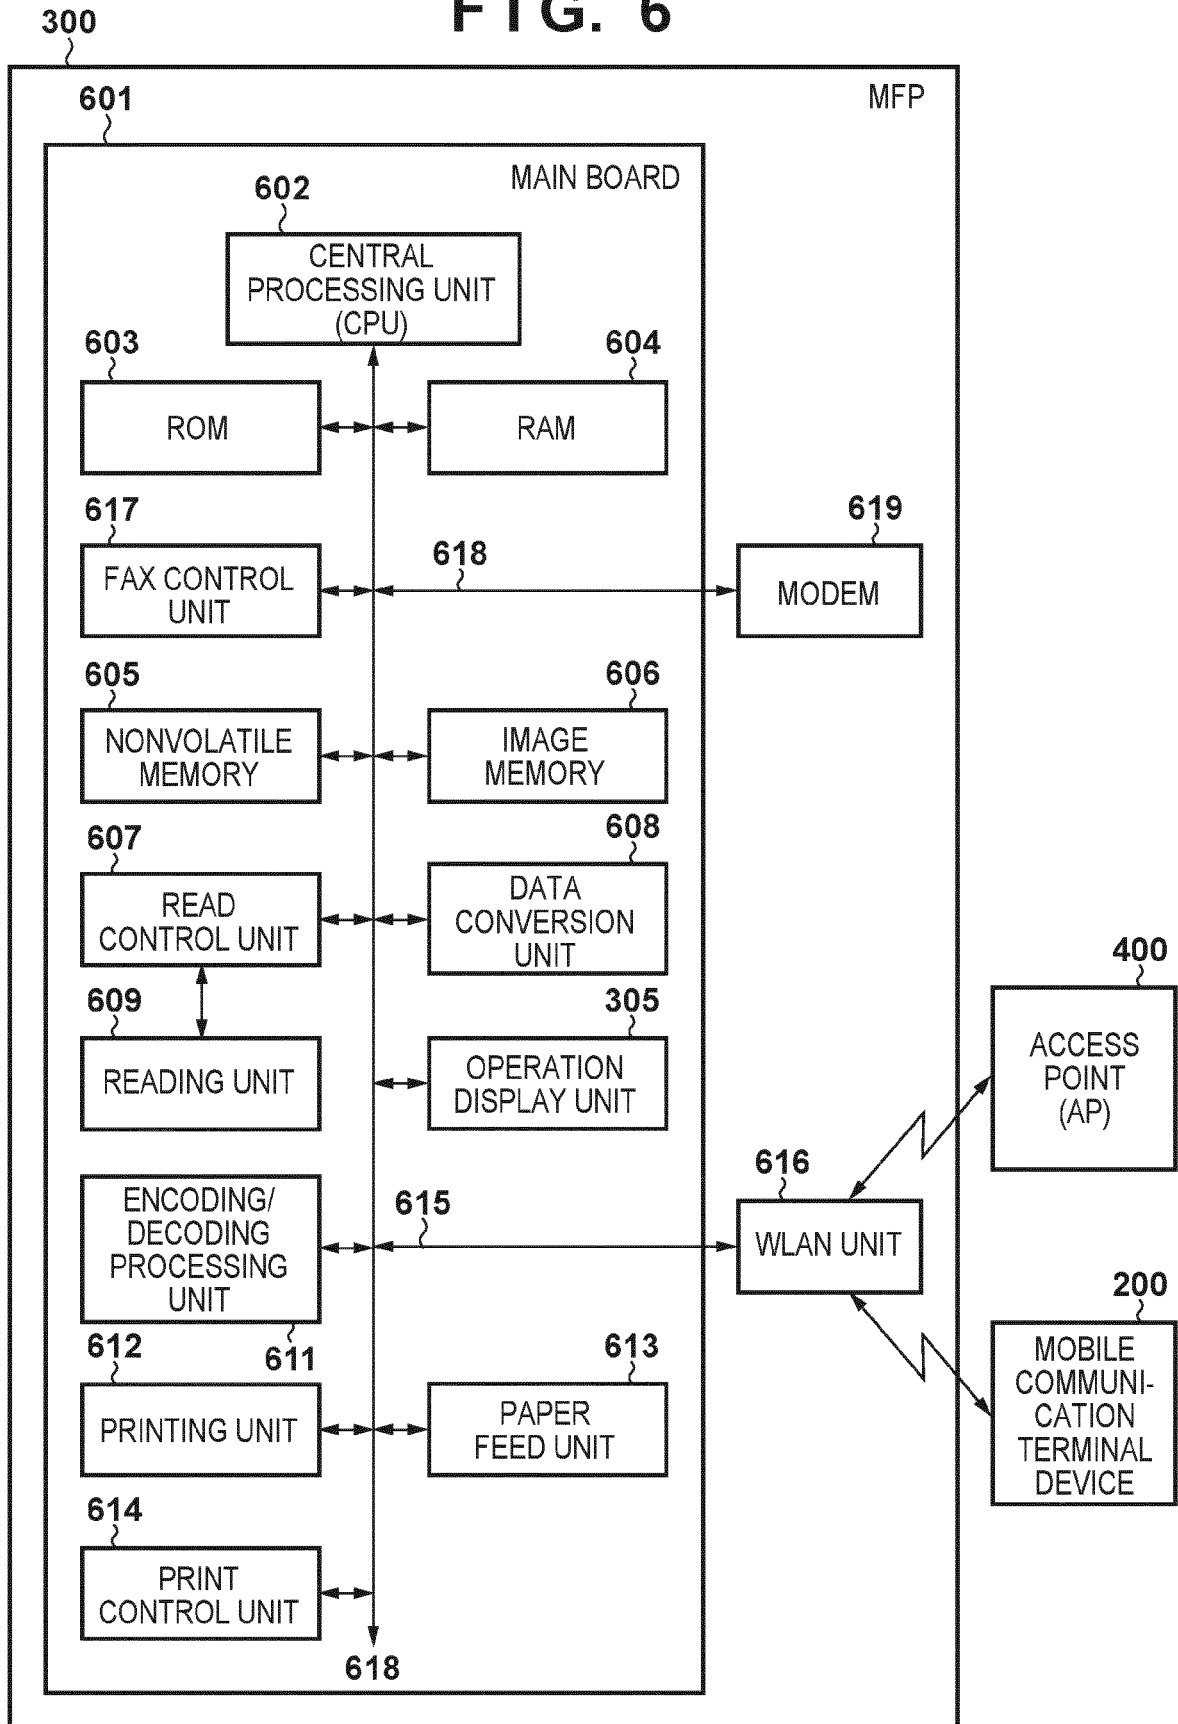 FIG. 6
300
MFP
601
MAIN BOARD
602
CENTRAL
PROCESSING UNIT
(CPU)
603
ROM
604
RAM
617
FAX CONTROL
UNIT
618
619
MODEM
605
NONVOLATILE
MEMORY
606
IMAGE
MEMORY
607
READ
CONTROL UNIT
608
DATA
CONVERSION
UNIT
609
READING UNIT
305
OPERATION
DISPLAY UNIT
400
ACCESS
POINT
(AP)
ENCODING/
DECODING
PROCESSING
UNIT
611
615
616
WLAN UNIT
200
MOBILE
COMMUNI-
CATION
TERMINAL
DEVICE
612
PRINTING UNIT
613
PAPER
FEED UNIT
614
PRINT
CONTROL UNIT
618